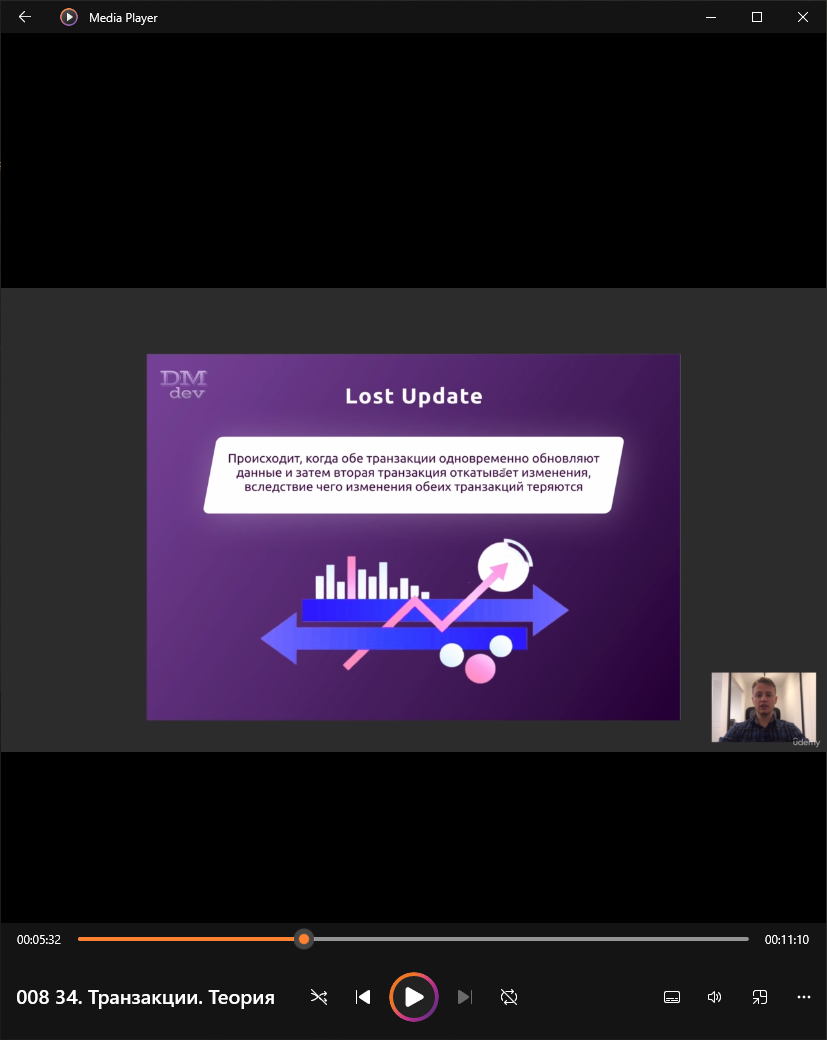 Media Player
DM
dev
Lost Update
Происходит, когда обе транзакции одновременно обновляют
данные и затем вторая транзакция откатывает изменения,
вследствие чего изменения обеих транзакций теряются
ûdemy
00:05:32
00:11:10
008 34. Транзакции. Теория